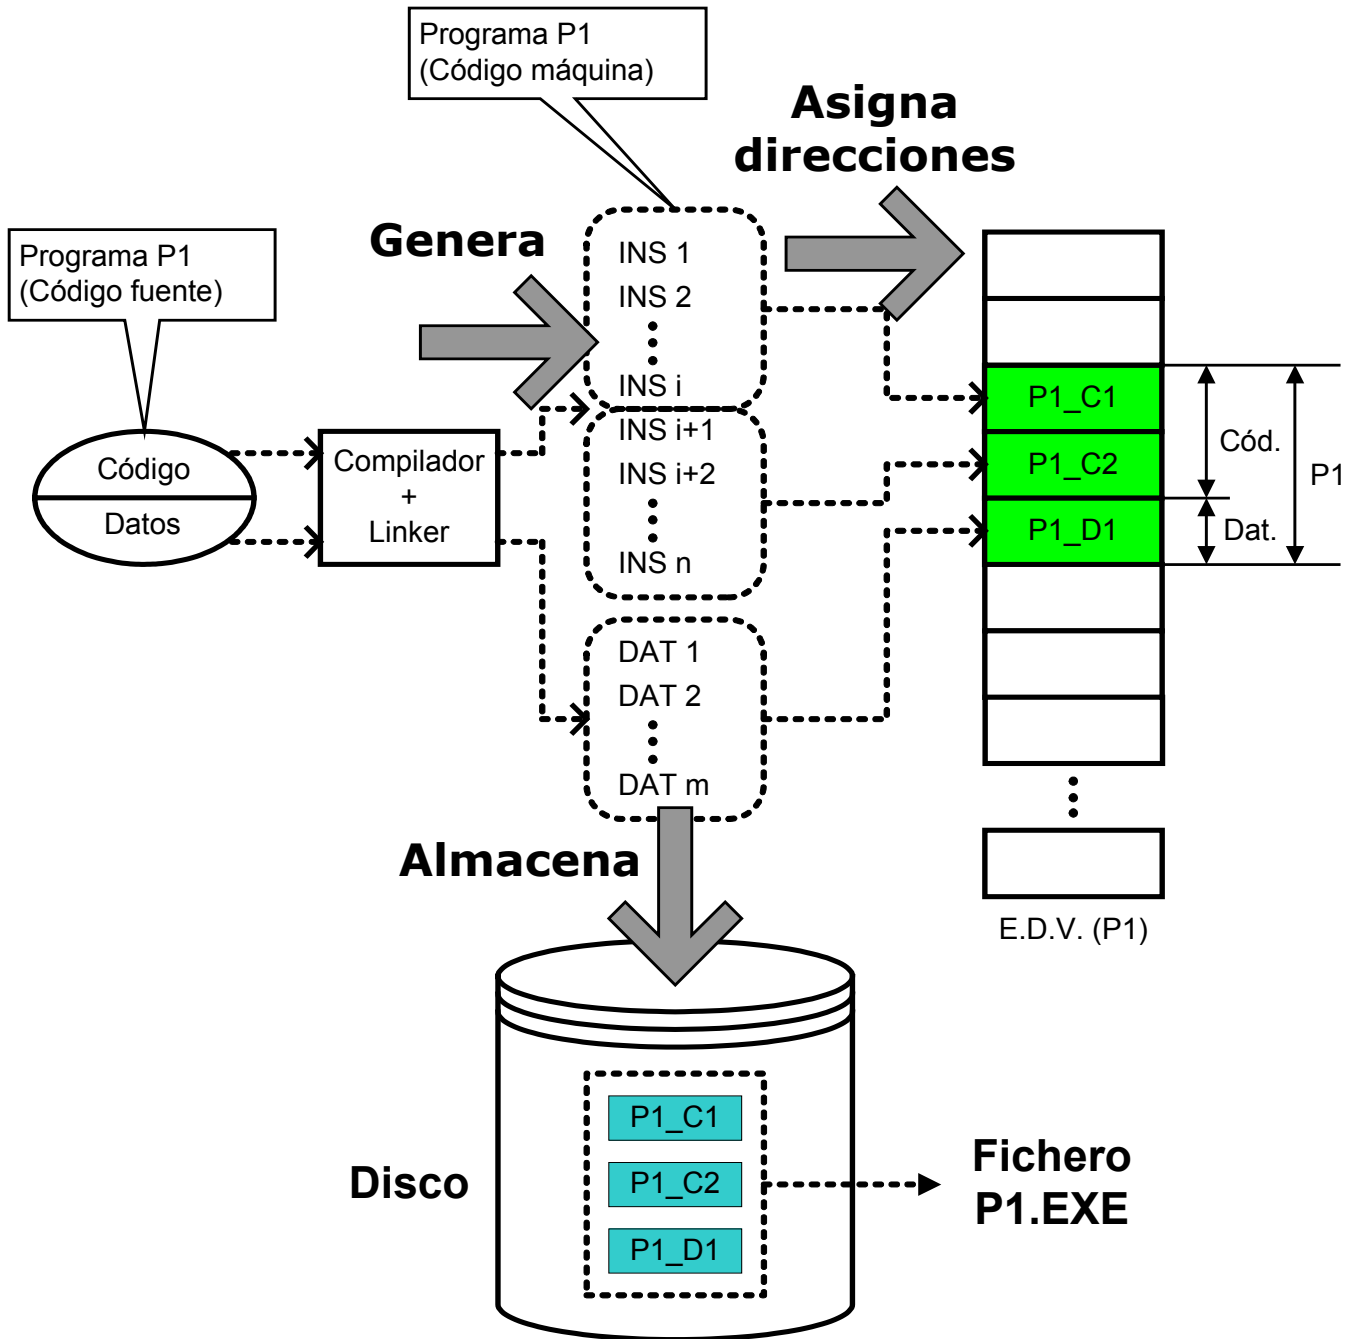 Programa P1
(Código máquina)
Asigna
direcciones
Genera
Programa P1
(Código fuente)
INS 1
INS 2
INS i
INS i+1
INS i+2
INS n
Código
Datos
Compilador
+
Linker
P1_C1
P1_C2
P1_D1
Cód.
Dat.
P1
DAT 1
DAT 2
DAT m
Almacena
E.D.V. (P1)
Disco
P1_C1
P1_C2
P1_D1
Fichero
P1.EXE